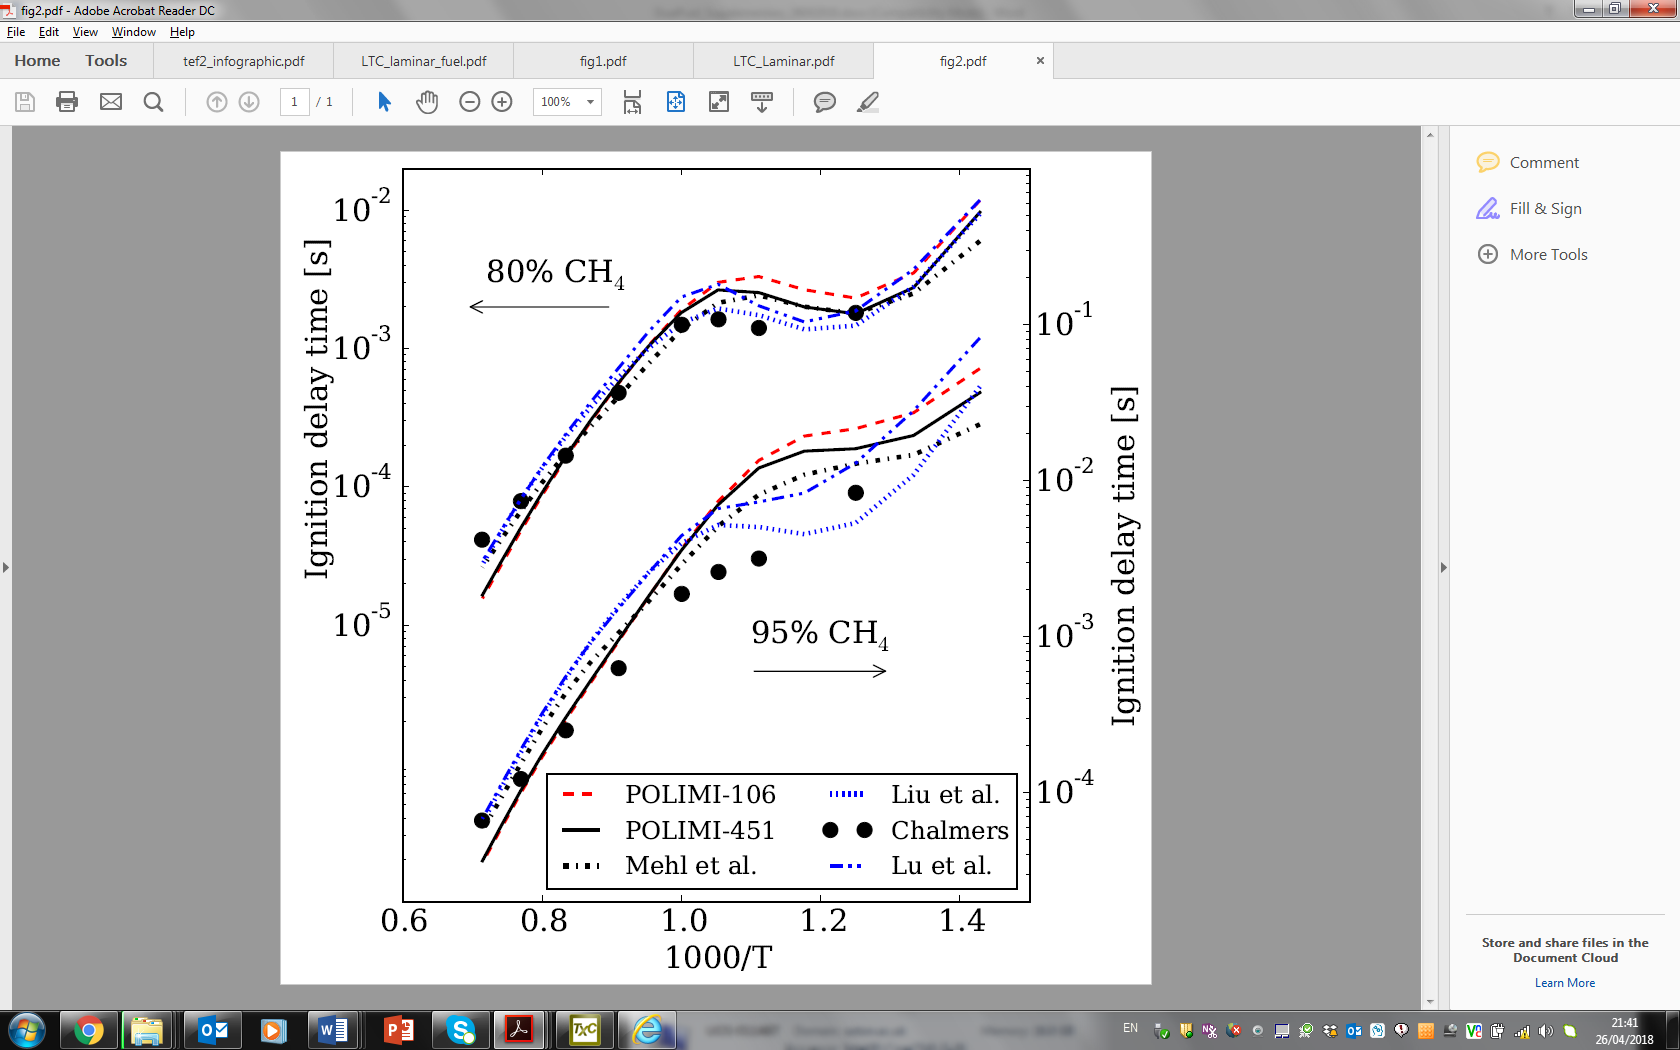 fig2.pdf - Adobe Acrobat Reader DC
File Edit View Window Help
Home Tools tef2_infographic.pdf LTC_laminar_fuel.pdf fig1.pdf LTC_Laminar.pdf fig2.pdf ×
1 / 1 100%
Comment
Fill & Sign
More Tools
Store and share files in the
Document Cloud
Learn More
Ignition delay time [s]
10-2
10-3
10-4
10-5
80% CH4
95% CH4
10-1
10-2
10-3
10-4
Ignition delay time [s]
POLIMI-106 Liu et al.
POLIMI-451 Chalmers
Mehl et al. Lu et al.
0.6 0.8 1.0 1.2 1.4
1000/T
EN
21:41
26/04/2018